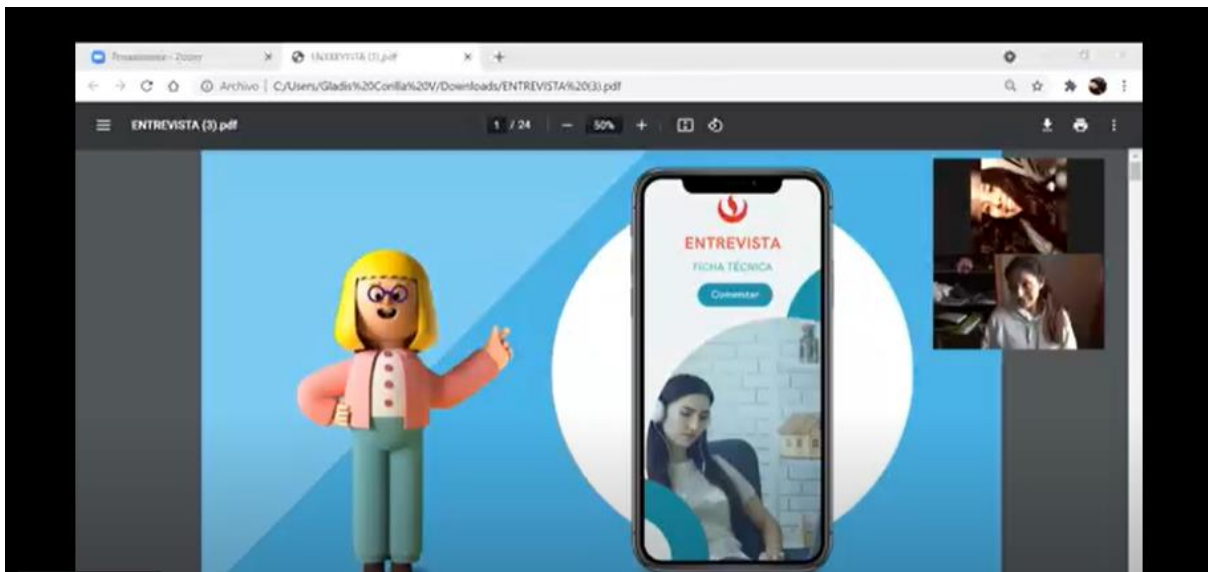 ENTREVISTA (3).pdf
Archivo | C:/Users/Gladis%20Corilla%20V/Downloads/ENTREVISTA%20(3).pdf
ENTREVISTA (3).pdf
1 / 24
50%
ENTREVISTA
FICHA TÉCNICA
Comenzar